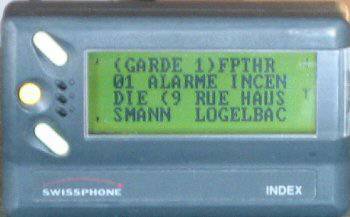 (GARDE 1)FPTHR
01 ALARME INCEN
DIE (9 RUE HAUS
SMANN LOGELBAC
SWISSPHONE
INDEX